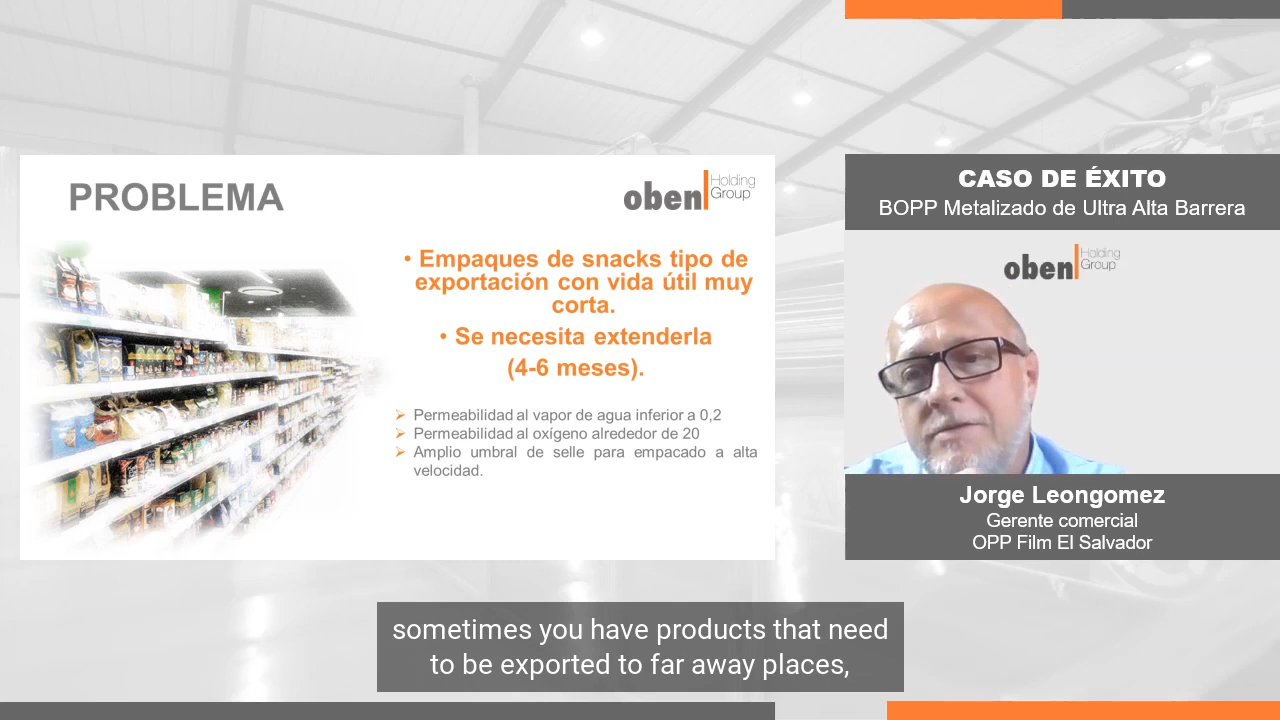 PROBLEMA
oben Holding Group
• Empaques de snacks tipo de
exportación con vida útil muy
corta.
• Se necesita extenderla
(4-6 meses).
➢ Permeabilidad al vapor de agua inferior a 0,2
➢ Permeabilidad al oxígeno alrededor de 20
➢ Amplio umbral de selle para empacado a alta
velocidad.
CASO DE ÉXITO
BOPP Metalizado de Ultra Alta Barrera
oben Holding Group
Jorge Leongomez
Gerente comercial
OPP Film El Salvador
sometimes you have products that need
to be exported to far away places,